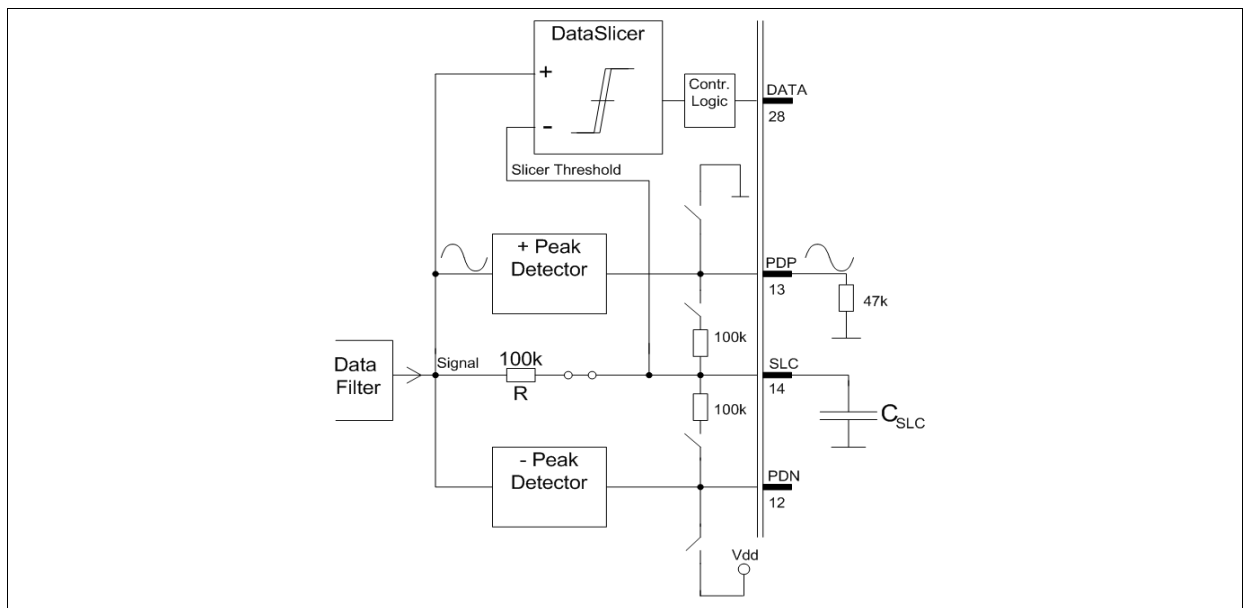 DataSlicer
+
-
Contr.
Logic
DATA
28
Slicer Threshold
+ Peak
Detector
PDP
13
47k
100k
Data
Filter
Signal
100k
R
SLC
14
100k
CSLC
- Peak
Detector
PDN
12
Vdd